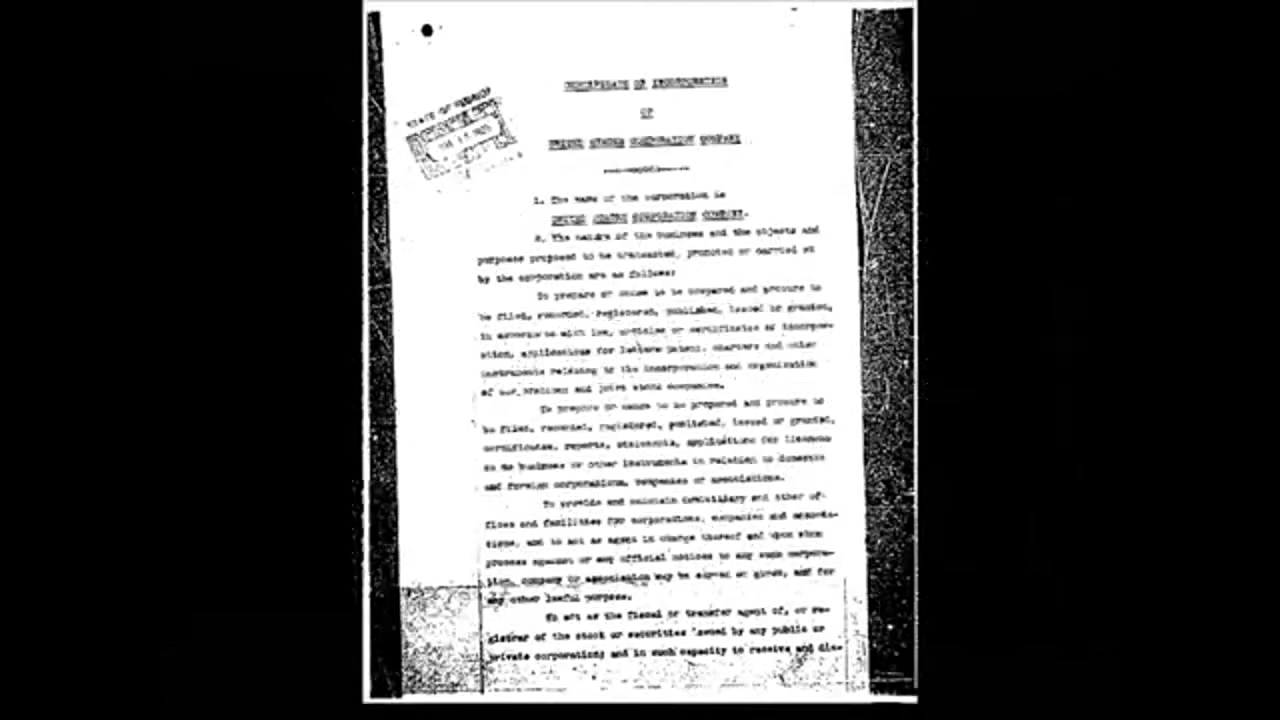 CERTIFICATE OF INCORPORATION
OF
UNITED STATES CORPORATION COMPANY
STATE OF
1. The name of the corporation is
UNITED STATES CORPORATION COMPANY.
2. The nature of the business and the objects and
purposes proposed to be transacted, promoted or carried on
by the corporation are as follows:
To prepare or cause to be prepared and procure to
be filed, recorded, registered, published, issued or granted,
in accordance with law, articles or certificates of incorpor-
ation, applications for letters patent, charters and other
instruments relating to the incorporation and organization
of corporations and joint stock companies.
To prepare or cause to be prepared and procure to
be filed, recorded, registered, published, issued or granted,
certificates, reports, statements, applications for licenses
to do business or other instruments in relation to domestic
and foreign corporations, companies or associations.
To provide and maintain domiciliary and other of-
fices and facilities for corporations, companies and associa-
tions, and to act as agent in charge thereof and upon whom
process against or any official notices to any such corpora-
tion, company or association may be served or given, and for
any other lawful purpose.
To act as the fiscal or transfer agent of, or re-
gistrar of the stock or securities issued by any public or
private corporation; and in such capacity to receive and dis-